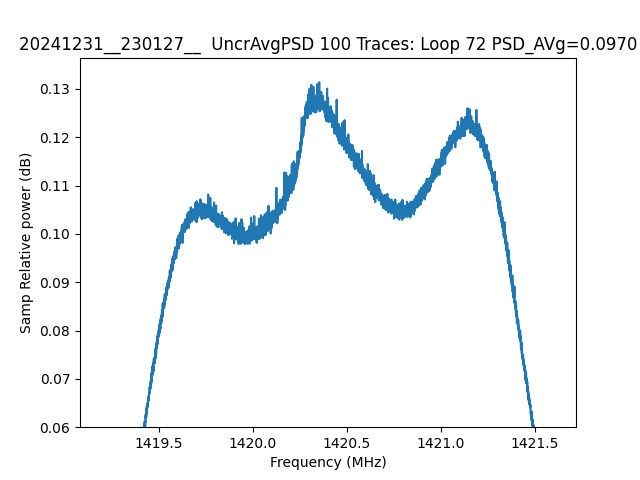 20241231__230127__ UncrAvgPSD 100 Traces: Loop 72 PSD_AVg=0.0970
0.13
0.12
0.11
0.10
0.09
0.08
0.07
0.06
Samp Relative power (dB)
1419.5 1420.0 1420.5 1421.0 1421.5
Frequency (MHz)